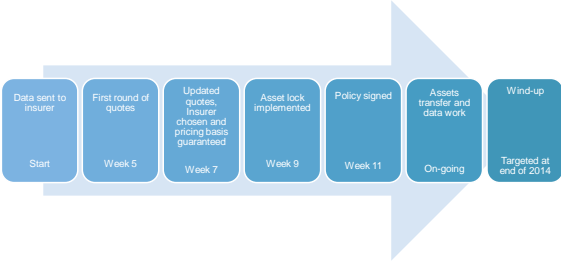 Data sent to
insurer
Start
First round of
quotes
Week 5
Updated
quotes,
Insurer
chosen and
pricing basis
guaranteed
Week 7
Asset lock
implemented
Week 9
Policy signed
Week 11
Assets
transfer and
data work
On-going
Wind-up
Targeted at
end of 2014